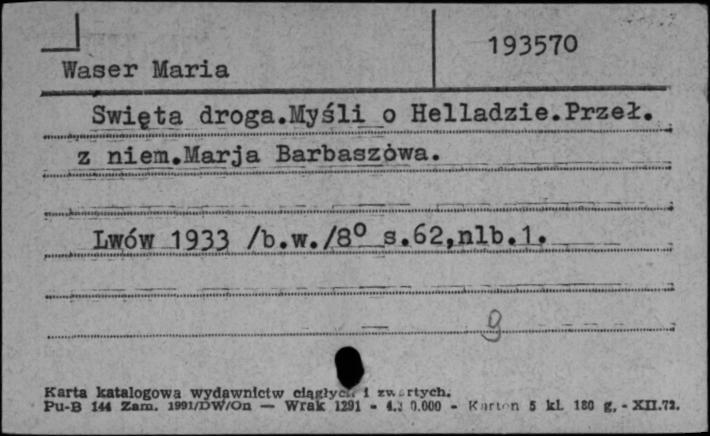 193570
Waser Maria
Swięta droga.Myśli o Helladzie.Przeł.
z niem.Marja Barbaszówa.
Lwów 1933 /b.w./8° s.62,nlb.1.
g
Karta katalogowa wydawnictw ciągłych i zwartych.
Pu-B 144 Zam. 1991/DW/On — Wrak 1291 - - Karton 5 kl. 180 g, - XII.72.